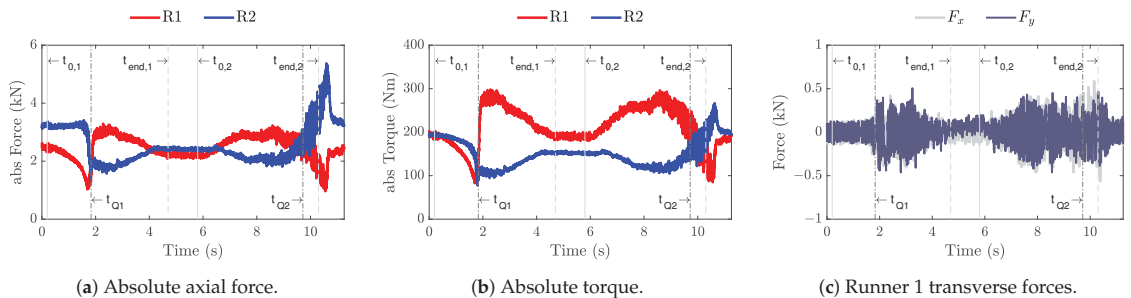 R1 R2
abs Force (kN)
6
4
2
0
0 2 4 6 8 10
Time (s)
← t0,1
tend,1 →
← t0,2
tend,2 →
← tQ1
tQ2 →
(a) Absolute axial force.
R1 R2
abs Torque (Nm)
400
300
200
100
0
0 2 4 6 8 10
Time (s)
← t0,1
tend,1 →
← t0,2
tend,2 →
← tQ1
tQ2 →
(b) Absolute torque.
Fx Fy
Force (kN)
1
0.5
0
−0.5
−1
0 2 4 6 8 10
Time (s)
← t0,1
tend,1 →
← t0,2
tend,2 →
← tQ1
tQ2 →
(c) Runner 1 transverse forces.